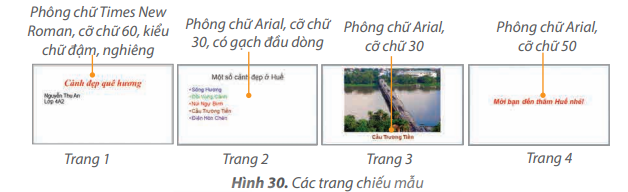 Phông chữ Times New
Roman, cỡ chữ 60, kiểu
chữ đậm, nghiêng
Phông chữ Arial, cỡ chữ
30, có gạch đầu dòng
Phông chữ Arial,
cỡ chữ 30
Phông chữ Arial,
cỡ chữ 50
Cảnh đẹp quê hương
Nguyễn Thu An
Lớp 4A2
Một số cảnh đẹp ở Huế
•Sông Hương
•Đồi Vọng Cảnh
•Núi Ngự Bình
•Cầu Trường Tiền
•Điện Hòn Chén
Cầu Trường Tiền
Mời bạn đến thăm Huế nhé!
Trang 1
Trang 2
Trang 3
Trang 4
Hình 30. Các trang chiếu mẫu